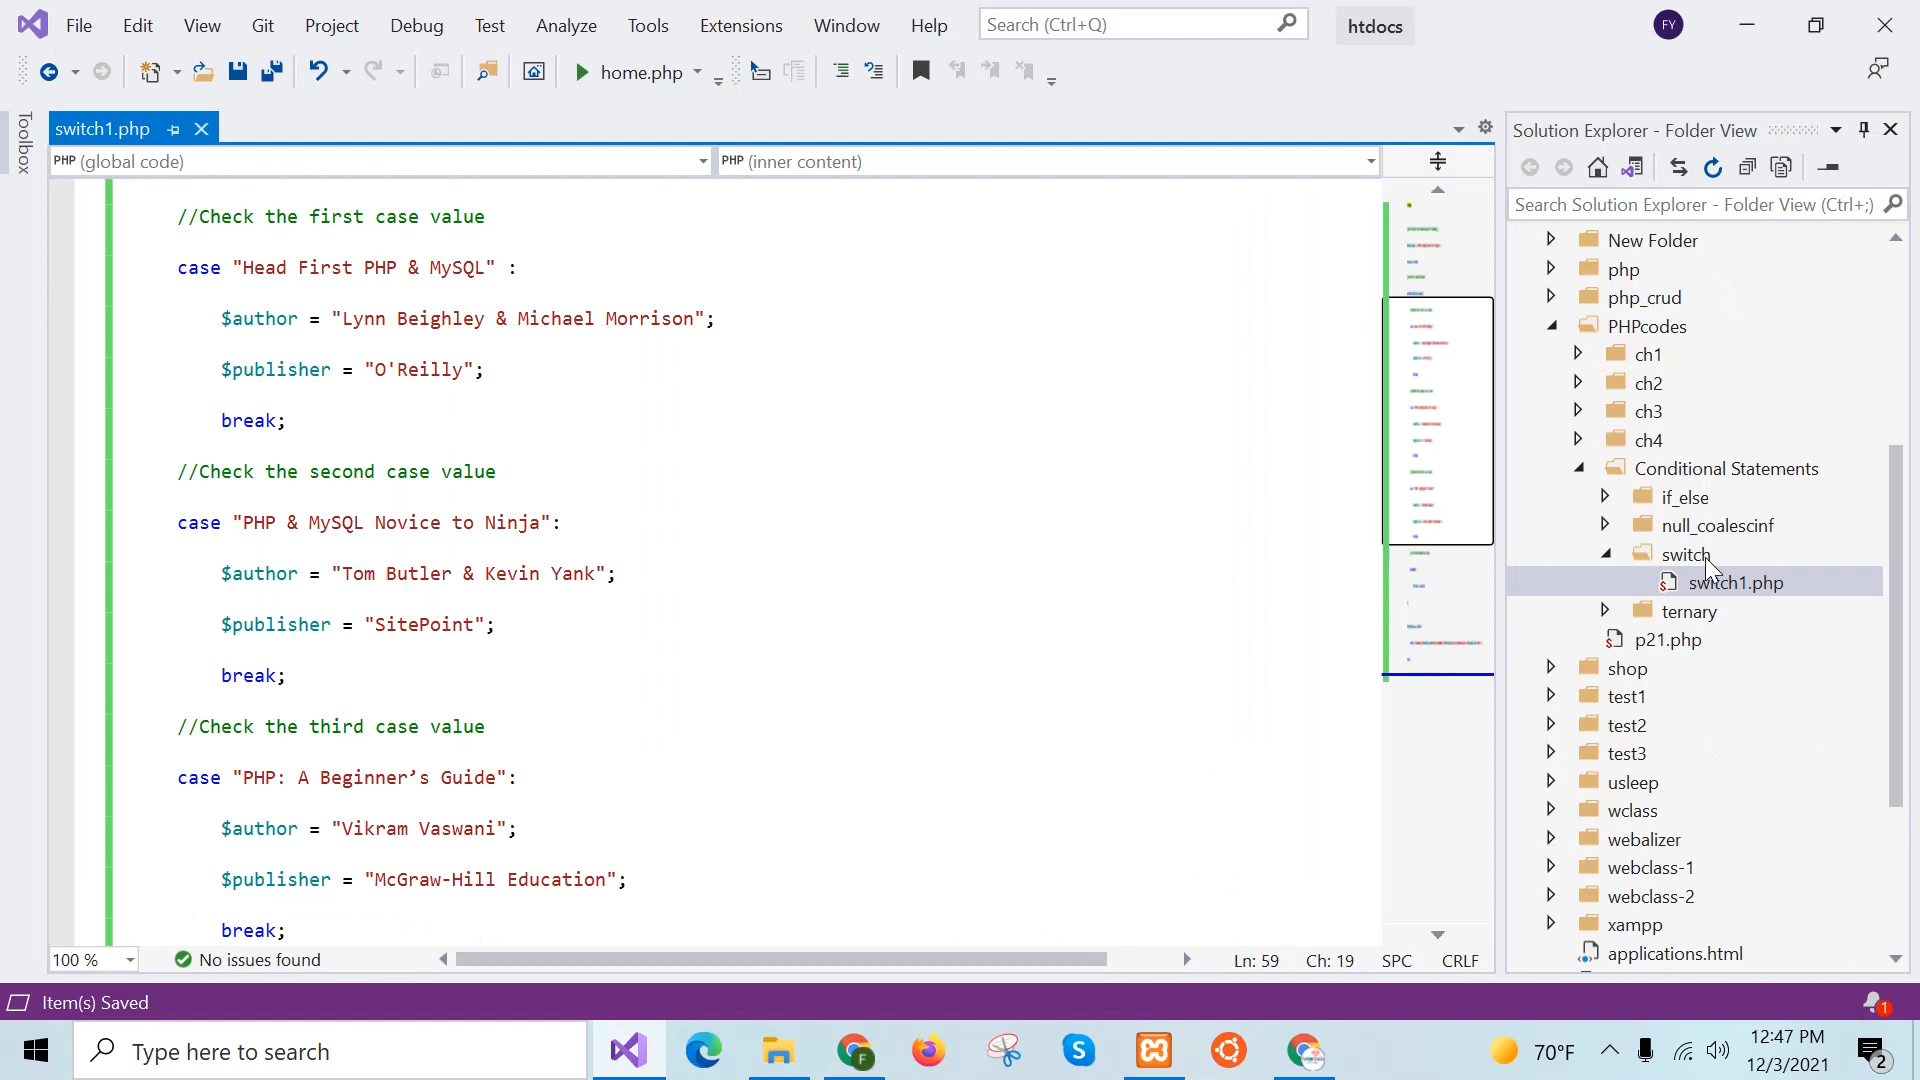 File Edit View Git Project Debug Test Analyze Tools Extensions Window Help Search (Ctrl+Q) htdocs FY
home.php
Toolbox
switch1.php
PHP (global code) PHP (inner content)
//Check the first case value
case "Head First PHP & MySQL" :
$author = "Lynn Beighley & Michael Morrison";
$publisher = "O'Reilly";
break;
//Check the second case value
case "PHP & MySQL Novice to Ninja":
$author = "Tom Butler & Kevin Yank";
$publisher = "SitePoint";
break;
//Check the third case value
case "PHP: A Beginner’s Guide":
$author = "Vikram Vaswani";
$publisher = "McGraw-Hill Education";
break;
100 % No issues found Ln: 59 Ch: 19 SPC CRLF
Solution Explorer - Folder View
Search Solution Explorer - Folder View (Ctrl+;)
New Folder
php
php_crud
PHPcodes
ch1
ch2
ch3
ch4
Conditional Statements
if_else
null_coalescinf
switch
switch1.php
ternary
p21.php
shop
test1
test2
test3
usleep
wclass
webalizer
webclass-1
webclass-2
xampp
applications.html
Item(s) Saved 1
Type here to search
70°F
12:47 PM
12/3/2021
2